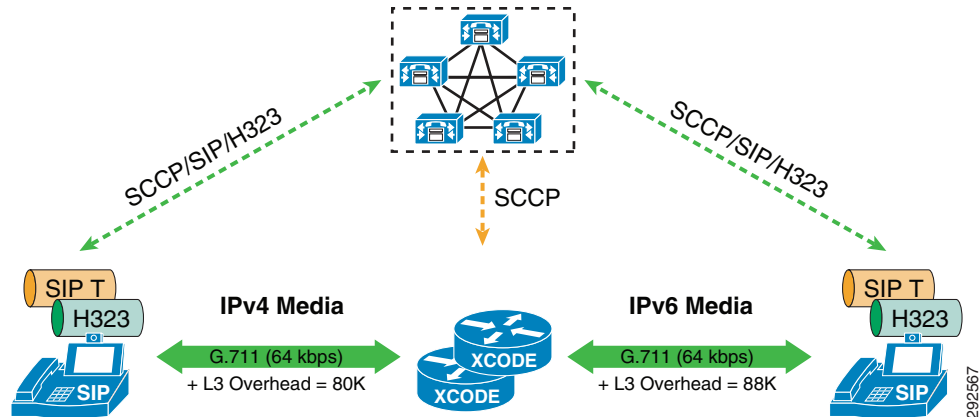 SCCP/SIP/H323
SCCP/SIP/H323
SCCP
SIP T
H323
SIP
IPv4 Media
G.711 (64 kbps)
+ L3 Overhead = 80K
XCODE
XCODE
IPv6 Media
G.711 (64 kbps)
+ L3 Overhead = 88K
SIP T
H323
SIP
292567